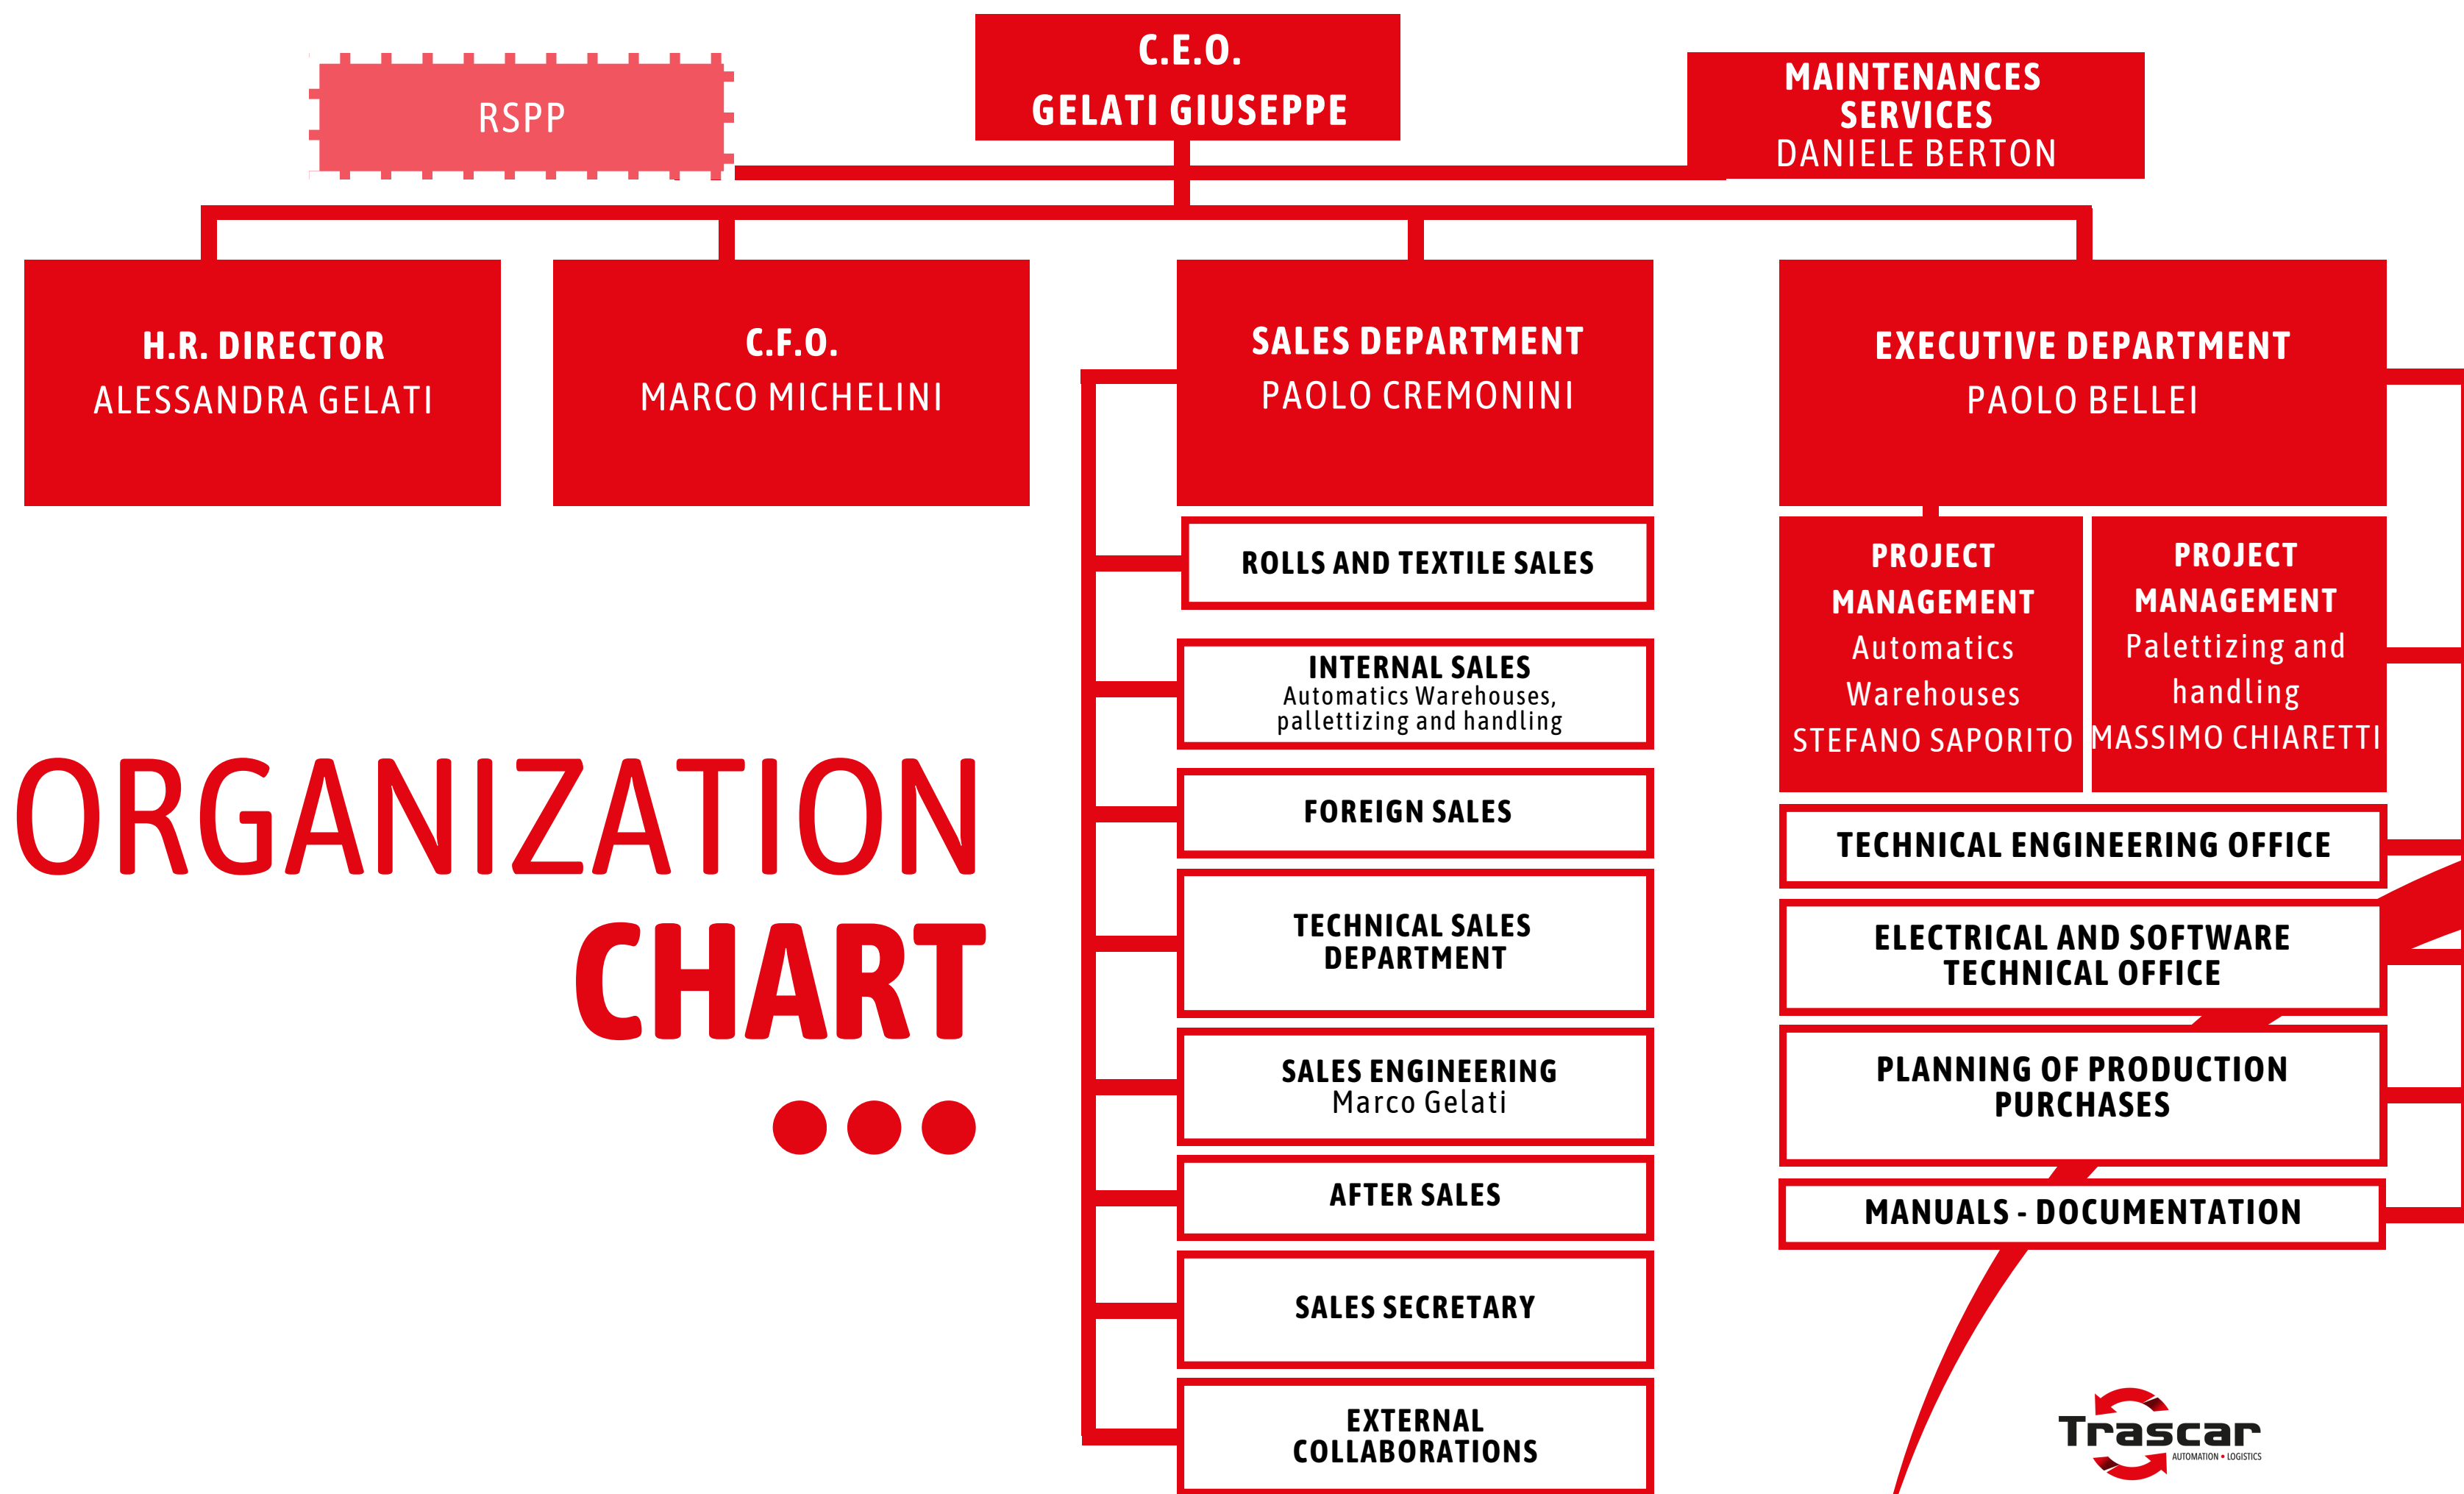 C.E.O.
GELATI GIUSEPPE
RSPP
MAINTENANCES
SERVICES
DANIELE BERTON
H.R. DIRECTOR
ALESSANDRA GELATI
C.F.O.
MARCO MICHELINI
SALES DEPARTMENT
PAOLO CREMONINI
EXECUTIVE DEPARTMENT
PAOLO BELLEI
ROLLS AND TEXTILE SALES
INTERNAL SALES
Automatics Warehouses,
pallettizing and handling
FOREIGN SALES
TECHNICAL SALES
DEPARTMENT
SALES ENGINEERING
Marco Gelati
AFTER SALES
SALES SECRETARY
EXTERNAL
COLLABORATIONS
PROJECT
MANAGEMENT
Automatics
Warehouses
STEFANO SAPORITO
PROJECT
MANAGEMENT
Palettizing and
handling
MASSIMO CHIARETTI
TECHNICAL ENGINEERING OFFICE
ELECTRICAL AND SOFTWARE
TECHNICAL OFFICE
PLANNING OF PRODUCTION
PURCHASES
MANUALS - DOCUMENTATION
ORGANIZATION
CHART
Trascar
AUTOMATION • LOGISTICS